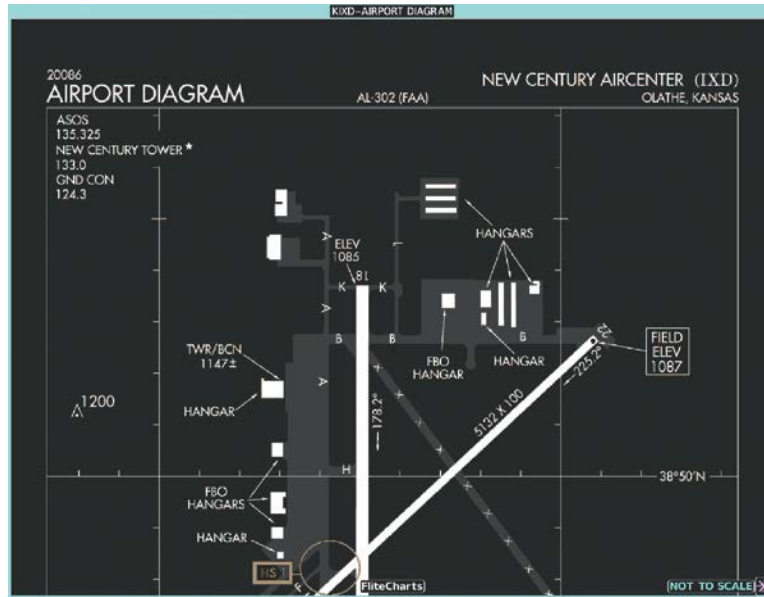 KIXD-AIRPORT DIAGRAM
20086
AIRPORT DIAGRAM
AL-302 (FAA)
NEW CENTURY AIRCENTER (IXD)
OLATHE, KANSAS
ASOS
135.325
NEW CENTURY TOWER ★
133.0
GND CON
124.3
A
L
HANGARS
ELEV
1085
18
K
K
A
B
B
B
22
TWR/BCN
1147±
FBO
HANGAR
HANGAR
FIELD
ELEV
1087
225.2°
A
1200
HANGAR
178.2°
5132 X 100
H
38°50'N
FBO
HANGARS
HANGAR
HS 1
F
FliteCharts
NOT TO SCALE